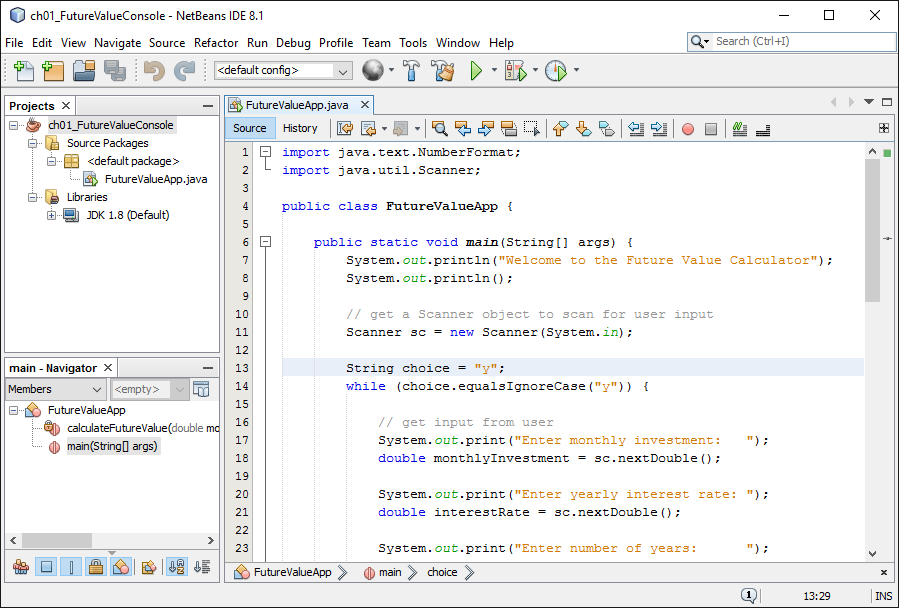 ch01_FutureValueConsole - NetBeans IDE 8.1
File Edit View Navigate Source Refactor Run Debug Profile Team Tools Window Help
Search (Ctrl+I)
<default config>
Projects
ch01_FutureValueConsole
Source Packages
<default package>
FutureValueApp.java
Libraries
JDK 1.8 (Default)
main - Navigator
Members <empty>
FutureValueApp
calculateFutureValue(double mo
main(String[] args)
FutureValueApp.java
Source History
1 import java.text.NumberFormat;
2 import java.util.Scanner;
3
4 public class FutureValueApp {
5
6     public static void main(String[] args) {
7         System.out.println("Welcome to the Future Value Calculator");
8         System.out.println();
9
10         // get a Scanner object to scan for user input
11         Scanner sc = new Scanner(System.in);
12
13         String choice = "y";
14         while (choice.equalsIgnoreCase("y")) {
15
16             // get input from user
17             System.out.print("Enter monthly investment:   ");
18             double monthlyInvestment = sc.nextDouble();
19
20             System.out.print("Enter yearly interest rate: ");
21             double interestRate = sc.nextDouble();
22
23             System.out.print("Enter number of years:      ");
FutureValueApp main choice
1 13:29 INS